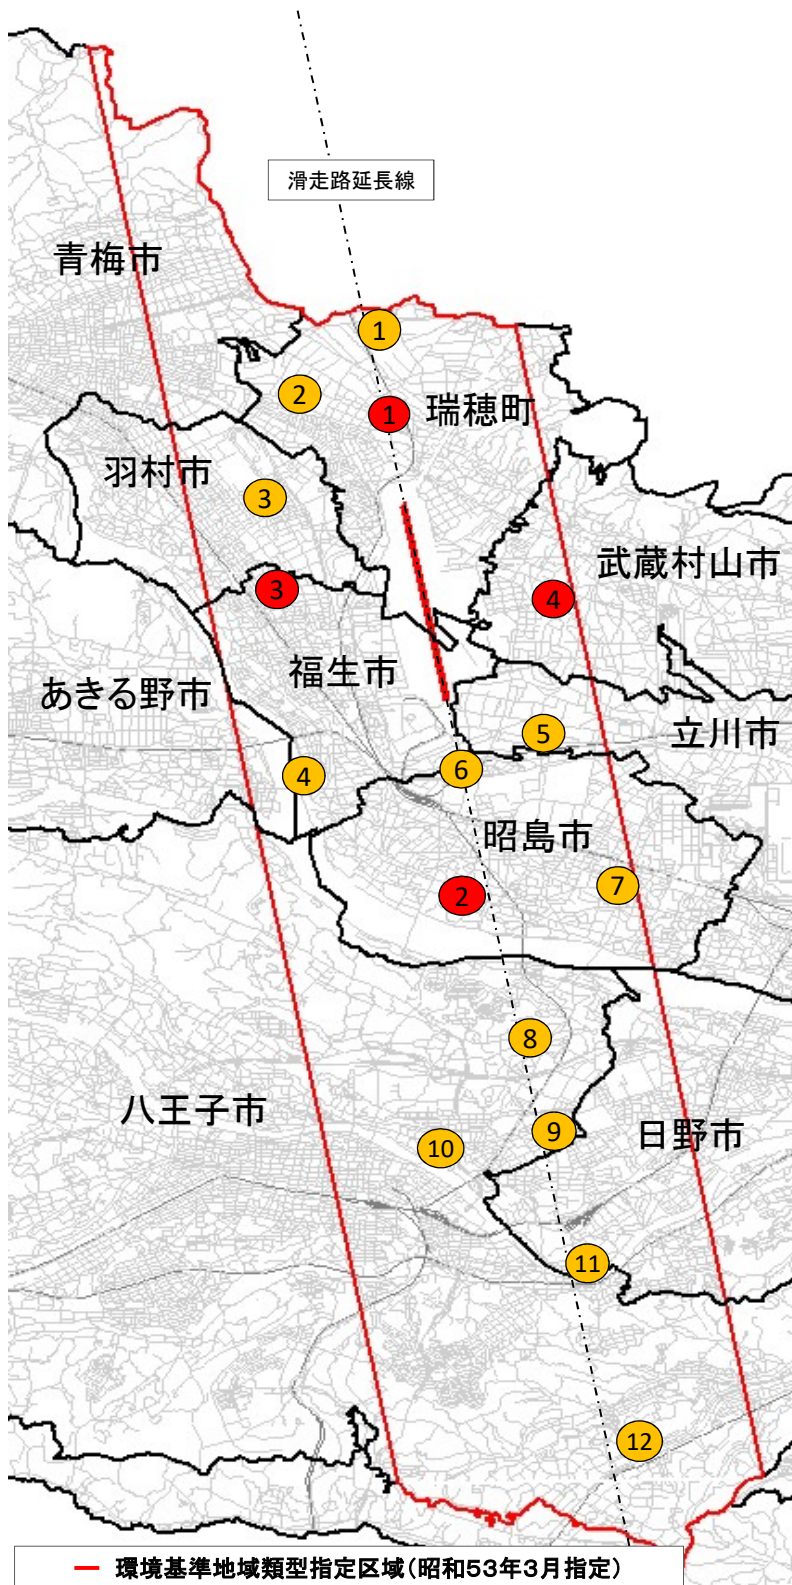 滑走路延長線
青梅市
1
2
1
瑞穂町
羽村市
3
武蔵村山市
3
4
福生市
あきる野市
立川市
5
6
4
昭島市
7
2
8
八王子市
9
日野市
10
11
12
環境基準地域類型指定区域（昭和53年3月指定）